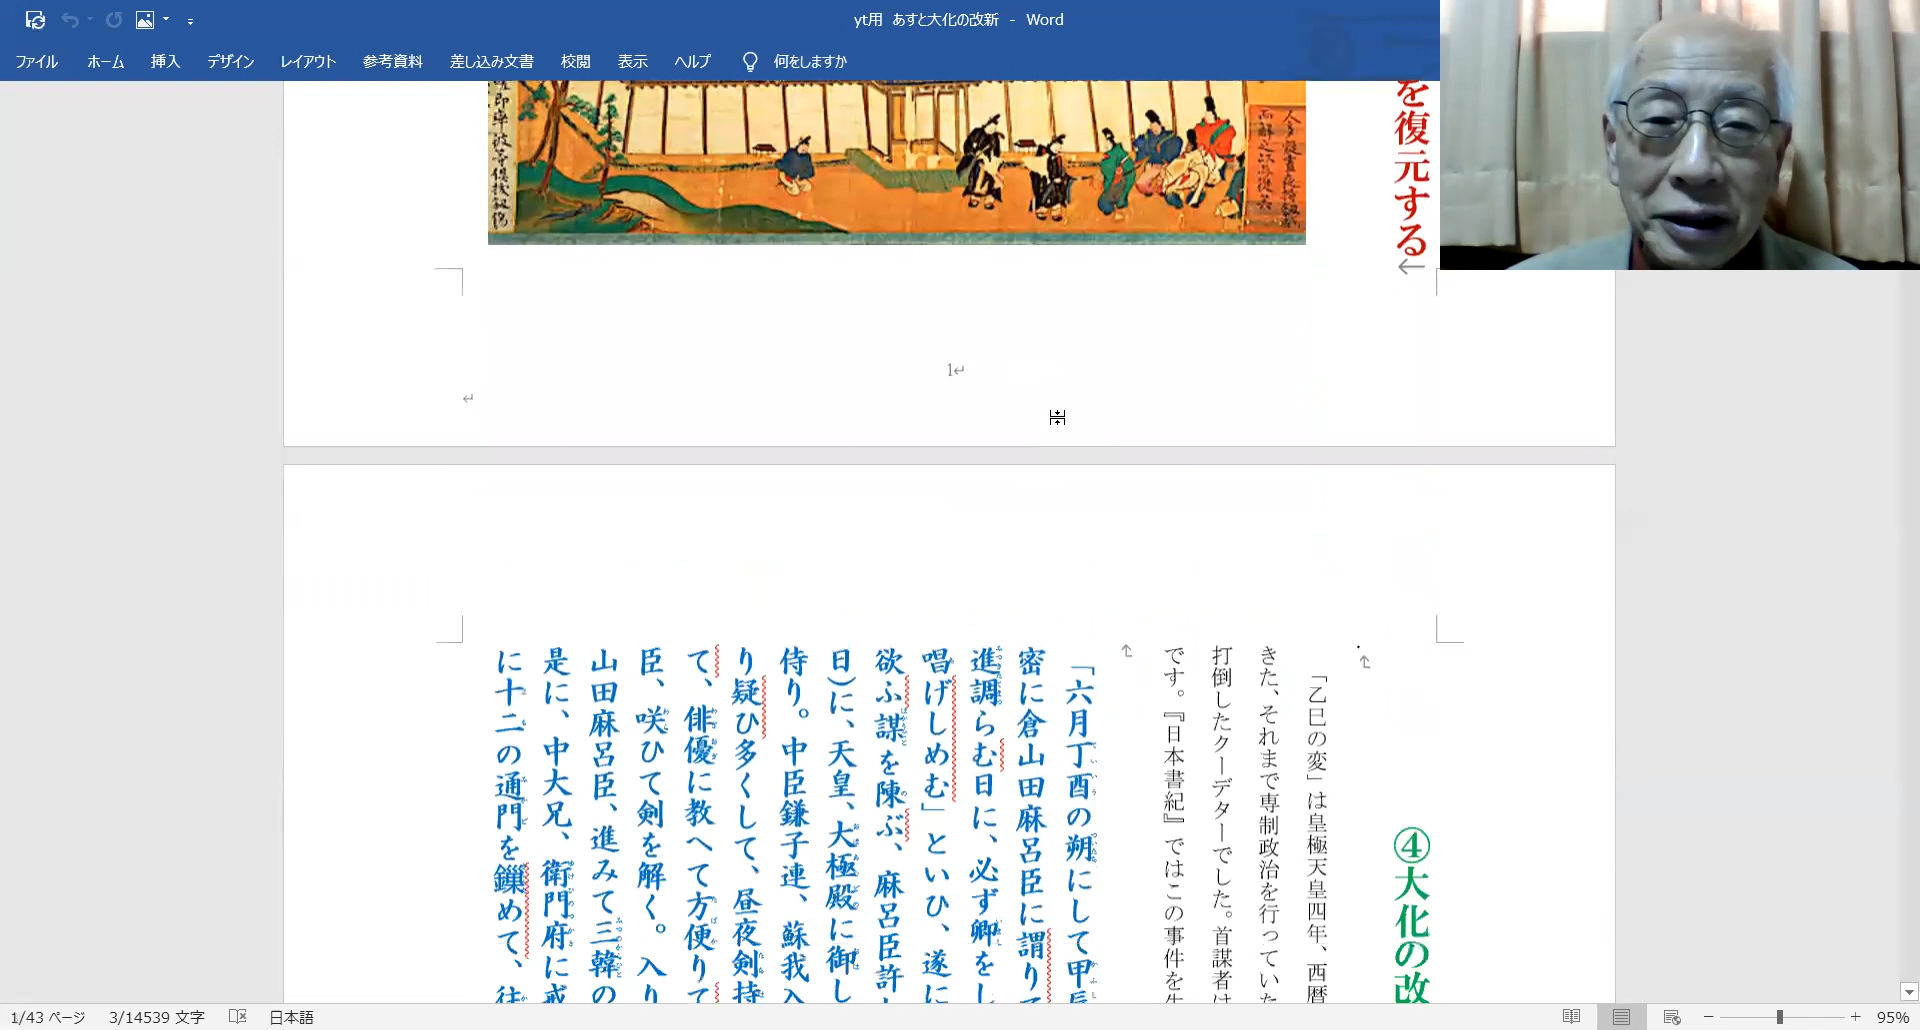 yt用 あすと大化の改新 - Word
ファイル ホーム 挿入 デザイン レイアウト 参考資料 差し込み文書 校閲 表示 ヘルプ 何をしますか
を復元する
1
④大化の改
「乙巳の変」は皇極天皇四年、西暦
きた、それまで専制政治を行ってい
打倒したクーデターでした。首謀者は
です。『日本書紀』ではこの事件を
「六月丁酉の朔にして甲辰
密に倉山田麻呂臣に謂りて
進調らむ日に、必ず卿をし
唱げしめむ」といひ、遂に
欲ふ謀を陳ぶ、麻呂臣許
日)に、天皇、大極殿に御し
侍り。中臣鎌子連、蘇我入
り疑ひ多くして、昼夜剣持
て、俳優に教へて方便りて
臣、咲ひて剣を解く。入り
山田麻呂臣、進みて三韓の
是に、中大兄、衛門府に戒
に十二の通門を鏁めて、往
1/43 ページ 3/14539 文字 日本語 95%